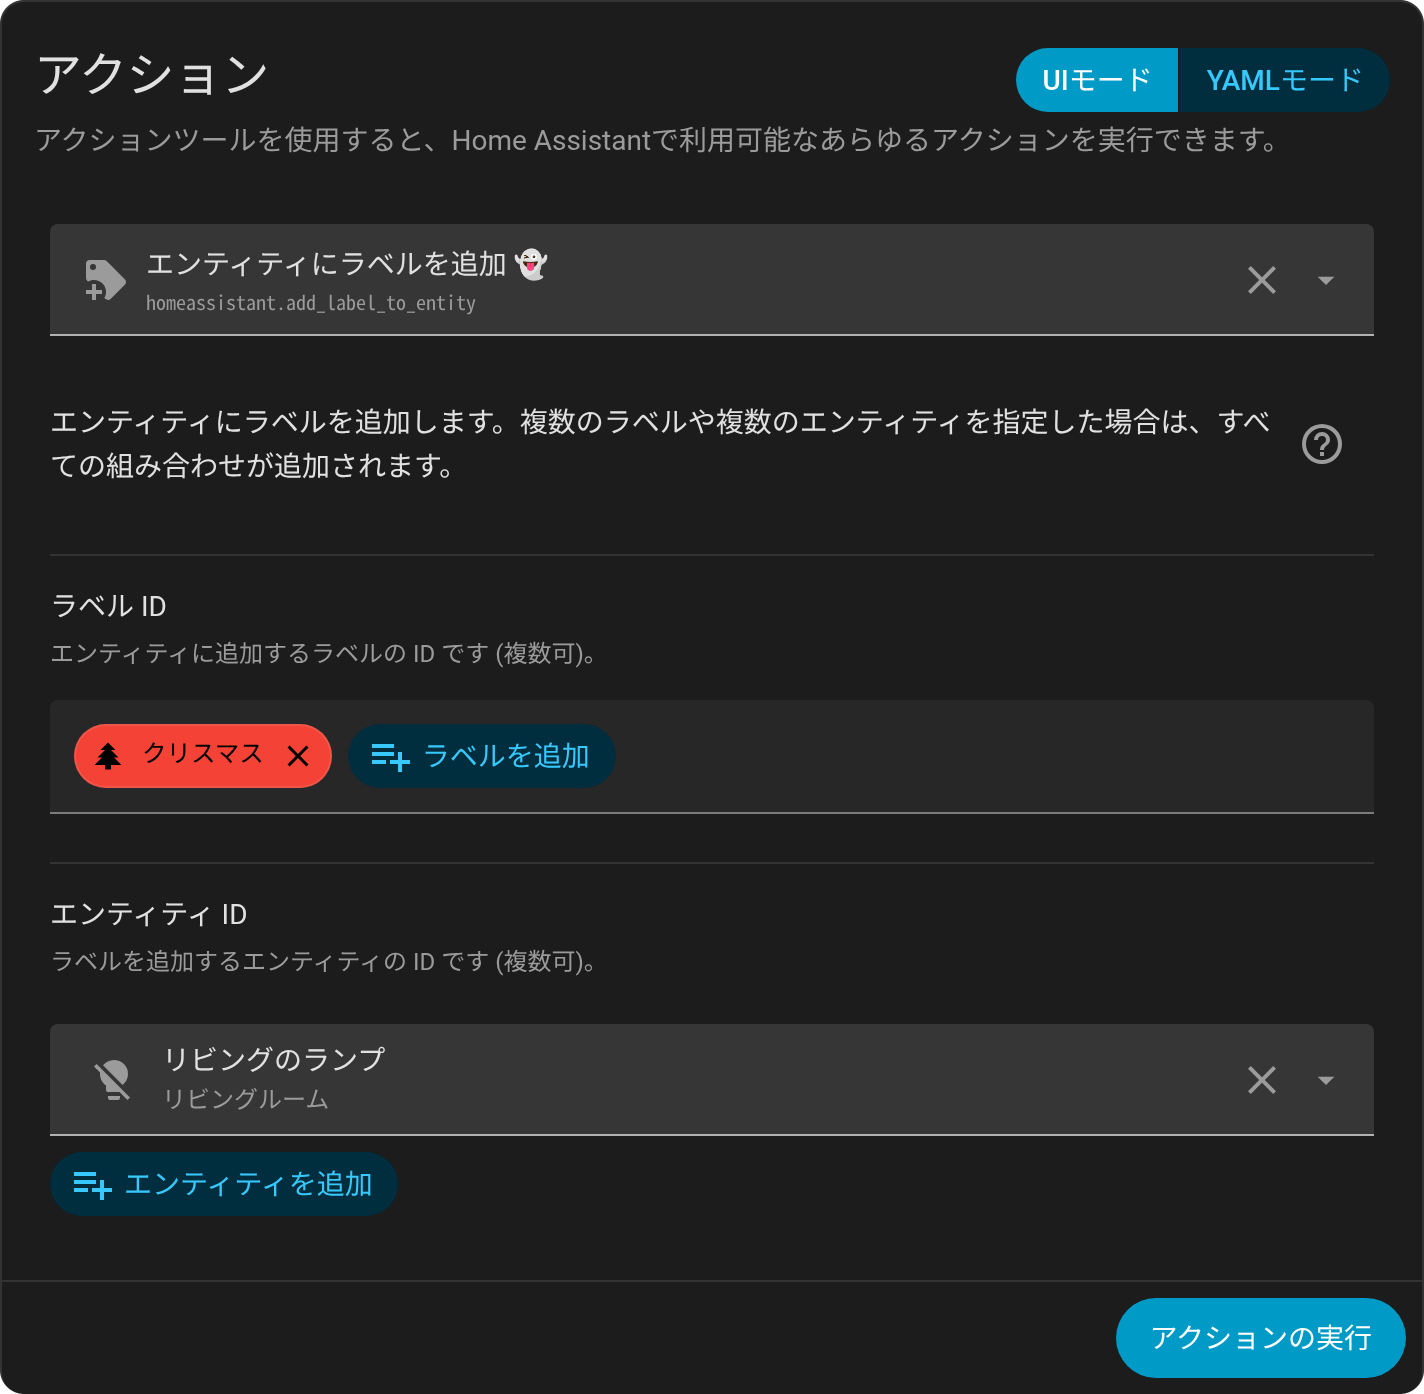 アクション
UIモード
YAMLモード
アクションツールを使用すると、Home Assistantで利用可能なあらゆるアクションを実行できます。
エンティティにラベルを追加 👻
homeassistant.add_label_to_entity
エンティティにラベルを追加します。複数のラベルや複数のエンティティを指定した場合は、すべ
ての組み合わせが追加されます。
ラベル ID
エンティティに追加するラベルの ID です (複数可)。
クリスマス
ラベルを追加
エンティティ ID
ラベルを追加するエンティティの ID です (複数可)。
リビングのランプ
リビングルーム
エンティティを追加
アクションの実行